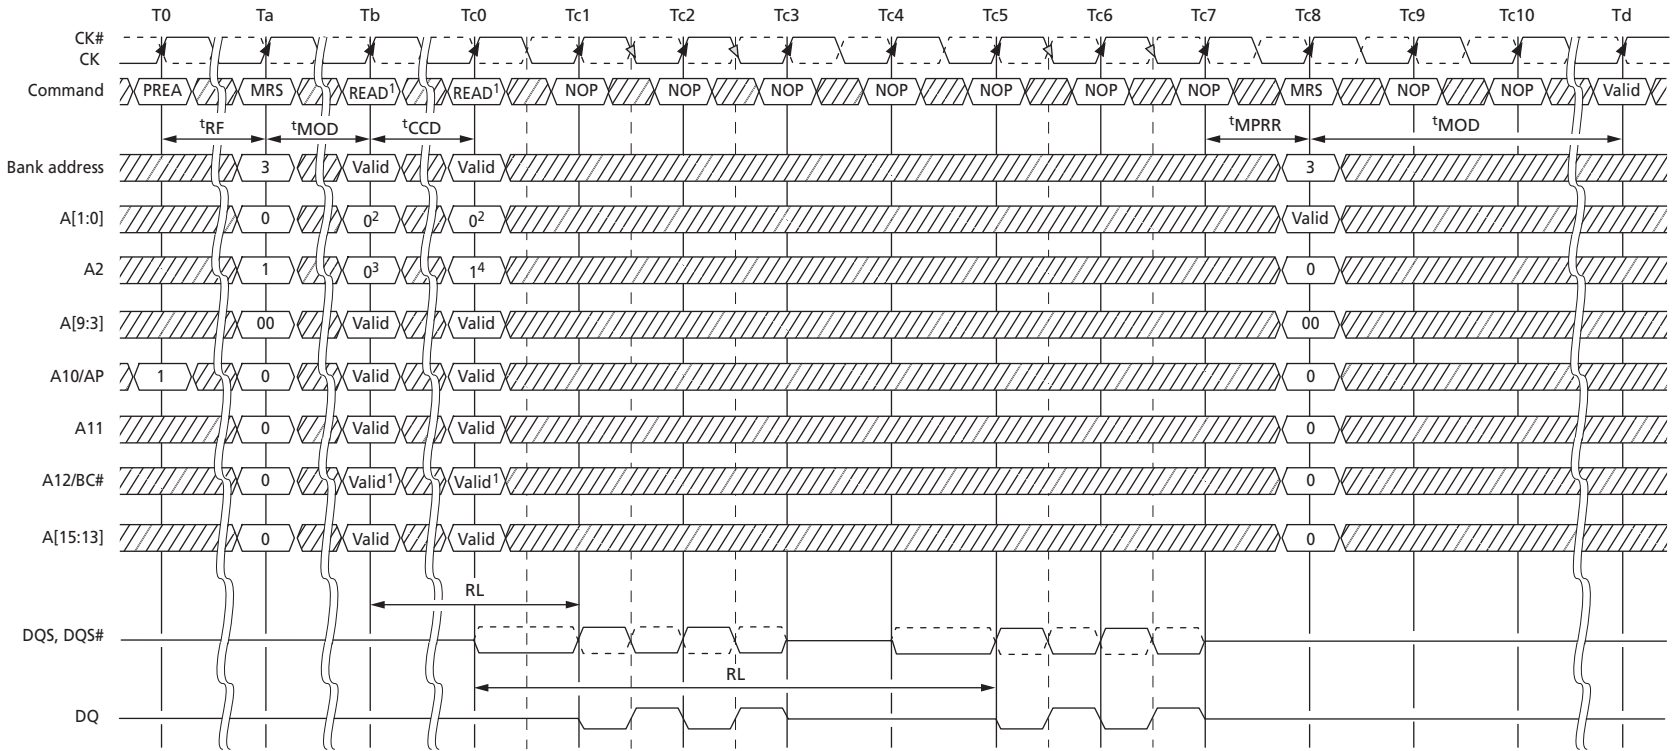 T0 Ta Tb Tc0 Tc1 Tc2 Tc3 Tc4 Tc5 Tc6 Tc7 Tc8 Tc9 Tc10 Td
CK#
CK
Command PREA MRS READ1 READ1 NOP NOP NOP NOP NOP NOP NOP MRS NOP NOP Valid
tRF tMOD tCCD tMPRR tMOD
Bank address 3 Valid Valid 3
A[1:0] 0 02 02 Valid
A2 1 03 14 0
A[9:3] 00 Valid Valid 00
A10/AP 1 0 Valid Valid 0
A11 0 Valid Valid 0
A12/BC# 0 Valid1 Valid1 0
A[15:13] 0 Valid Valid 0
RL
DQS, DQS#
RL
DQ